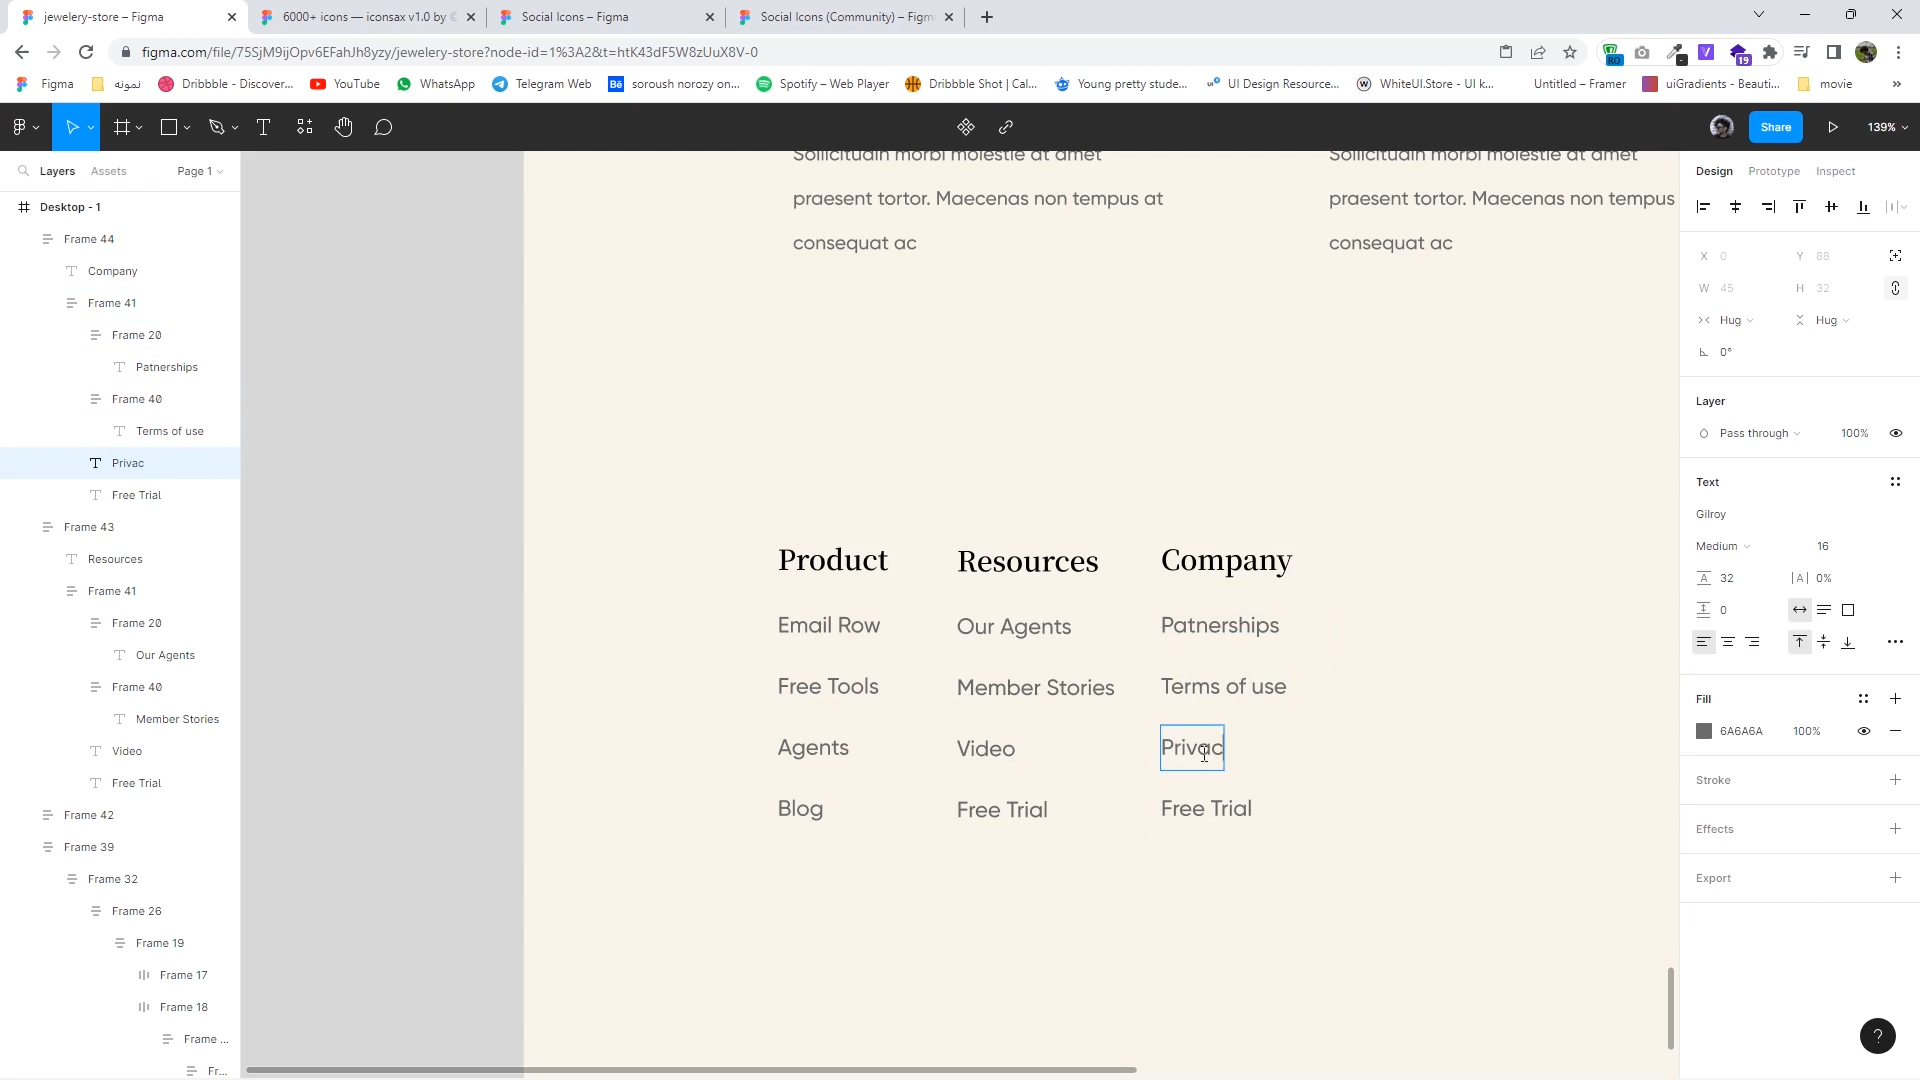 jewelery-store – Figma
6000+ icons — iconsax v1.0 by
Social Icons – Figma
Social Icons (Community) – Figm
figma.com/file/75SjM9ijOpv6EFahJh8yzy/jewelery-store?node-id=1%3A2&t=htK43dF5W8zUuX8V-0
RO
19
Figma
نمونه
Dribbble - Discover...
YouTube
WhatsApp
Telegram Web
soroush norozy on...
Spotify – Web Player
Dribbble Shot | Cal...
Young pretty stude...
UI Design Resource...
WhiteUI.Store - UI k...
Untitled – Framer
uiGradients - Beauti...
movie
Share
139%
Layers
Assets
Page 1
Desktop - 1
Frame 44
Company
Frame 41
Frame 20
Patnerships
Frame 40
Terms of use
Privac
Free Trial
Frame 43
Resources
Frame 41
Frame 20
Our Agents
Frame 40
Member Stories
Video
Free Trial
Frame 42
Frame 39
Frame 32
Frame 26
Frame 19
Frame 17
Frame 18
Frame ...
Fr...
Sollicitudin morbi molestie at amet
praesent tortor. Maecenas non tempus at
consequat ac
Sollicitudin morbi molestie at amet
praesent tortor. Maecenas non tempus
consequat ac
Product
Email Row
Free Tools
Agents
Blog
Resources
Our Agents
Member Stories
Video
Free Trial
Company
Patnerships
Terms of use
Privac
Free Trial
Design
Prototype
Inspect
X 0
Y 88
W 45
H 32
Hug
Hug
0°
Layer
Pass through
100%
Text
Gilroy
Medium
16
32
0%
0
Fill
6A6A6A
100%
Stroke
Effects
Export
?